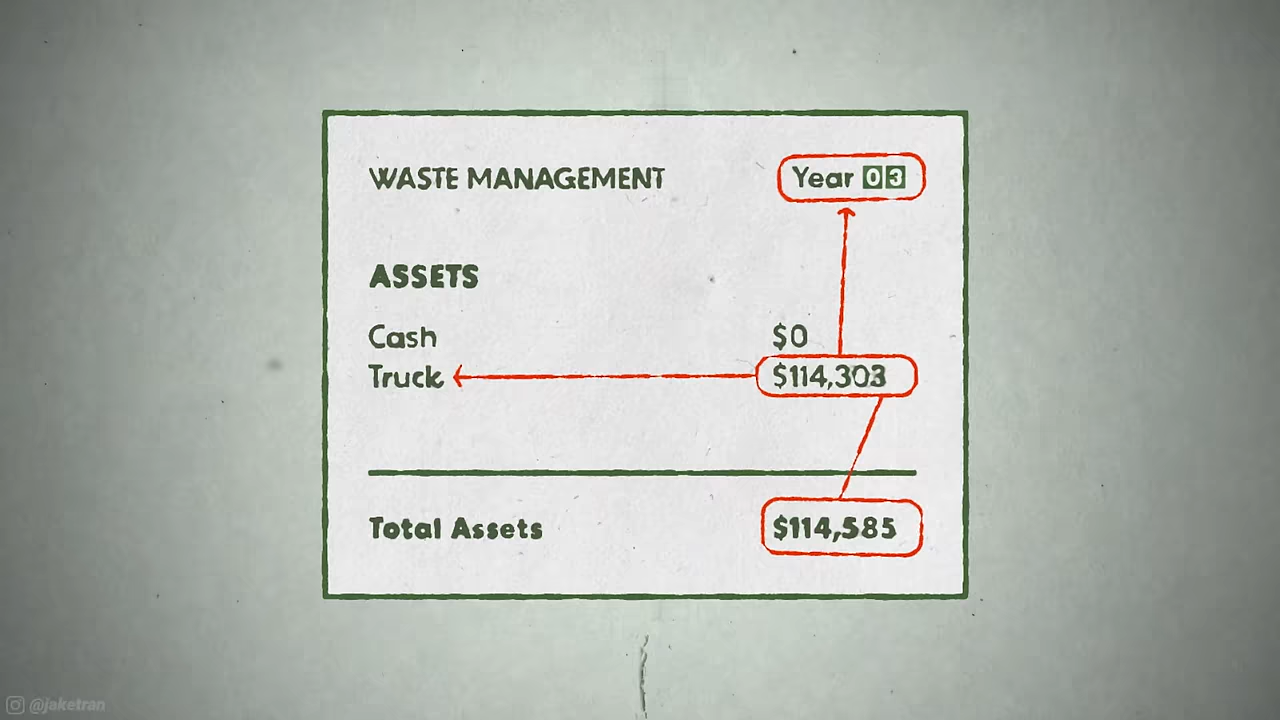 WASTE MANAGEMENT Year 03
ASSETS
Cash $0
Truck $114,303
Total Assets $114,585
@jaketran